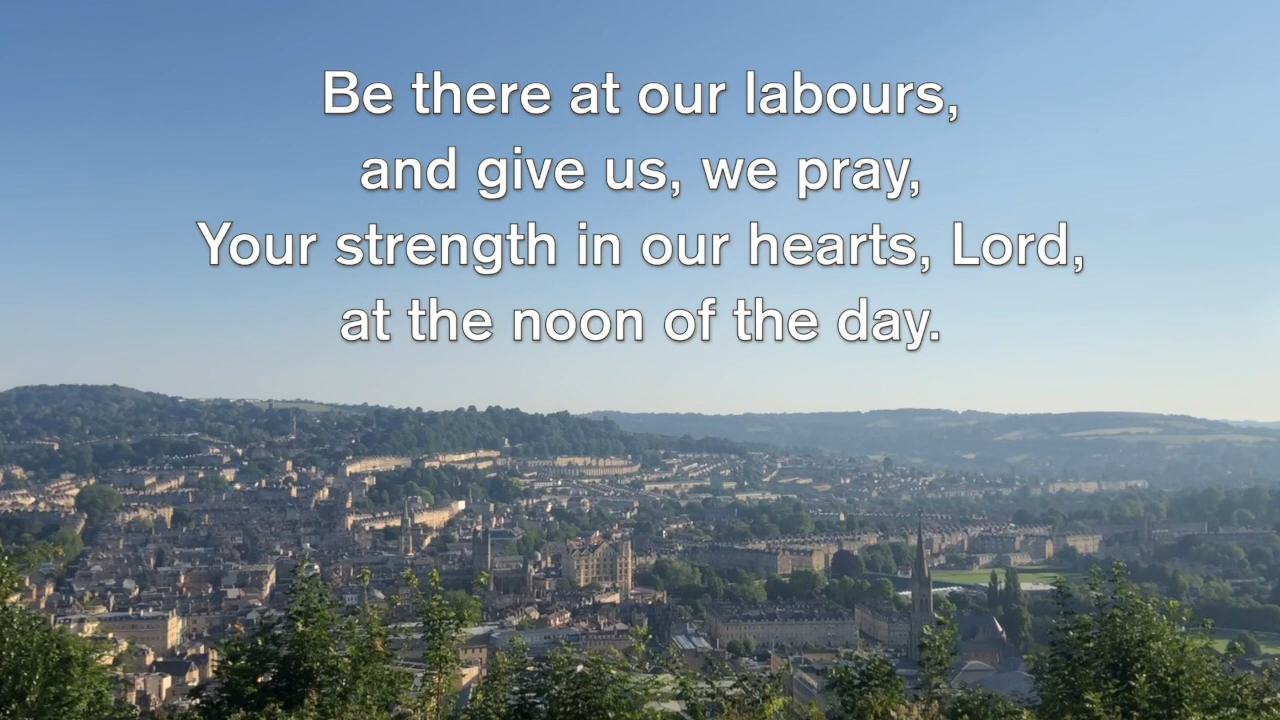 Be there at our labours,
and give us, we pray,
Your strength in our hearts, Lord,
at the noon of the day.